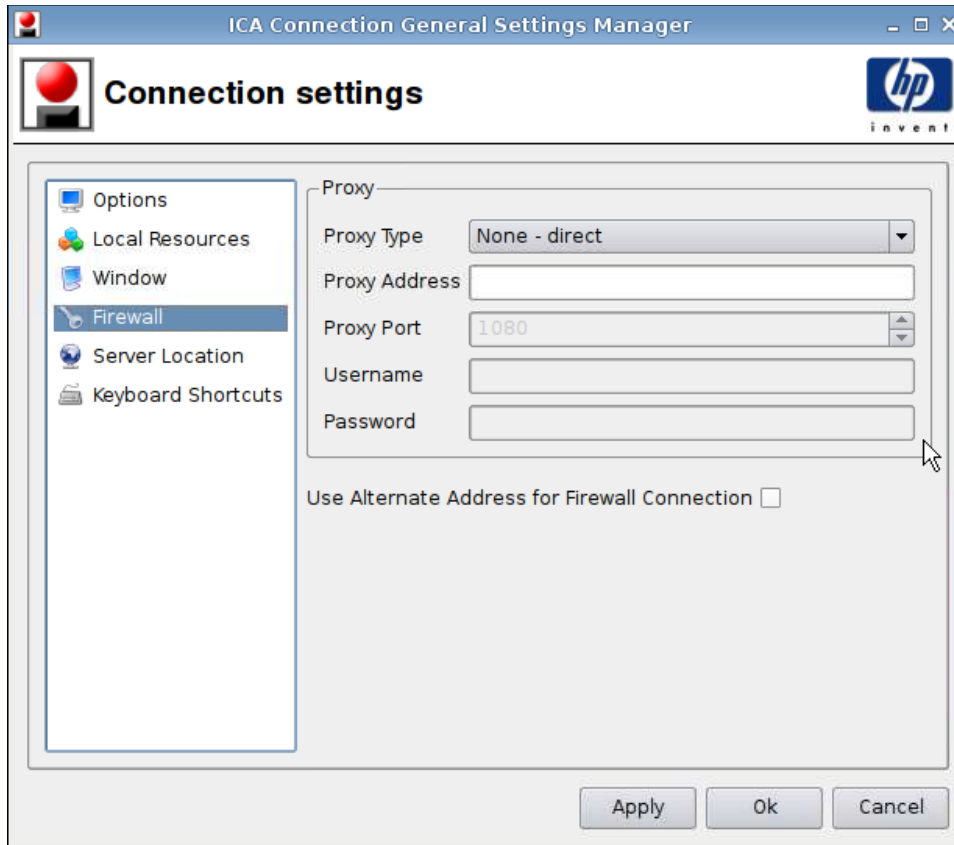 ICA Connection General Settings Manager
Connection settings
hp
invent
Options
Local Resources
Window
Firewall
Server Location
Keyboard Shortcuts
Proxy
Proxy Type None - direct
Proxy Address
Proxy Port 1080
Username
Password
Use Alternate Address for Firewall Connection
Apply Ok Cancel